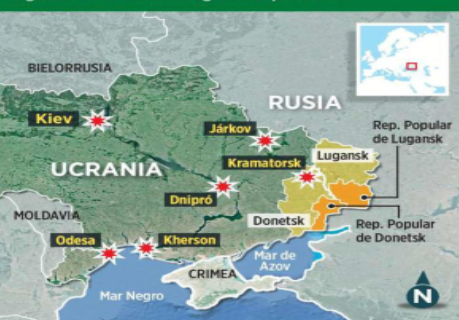 BIELORRUSIA
RUSIA
Kiev
Járkov
Rep. Popular
de Lugansk
Kramatorsk
Lugansk
UCRANIA
Dnipró
MOLDAVIA
Donetsk
Rep. Popular
de Donetsk
Odesa
Kherson
Mar de
Azov
CRIMEA
Mar Negro
N